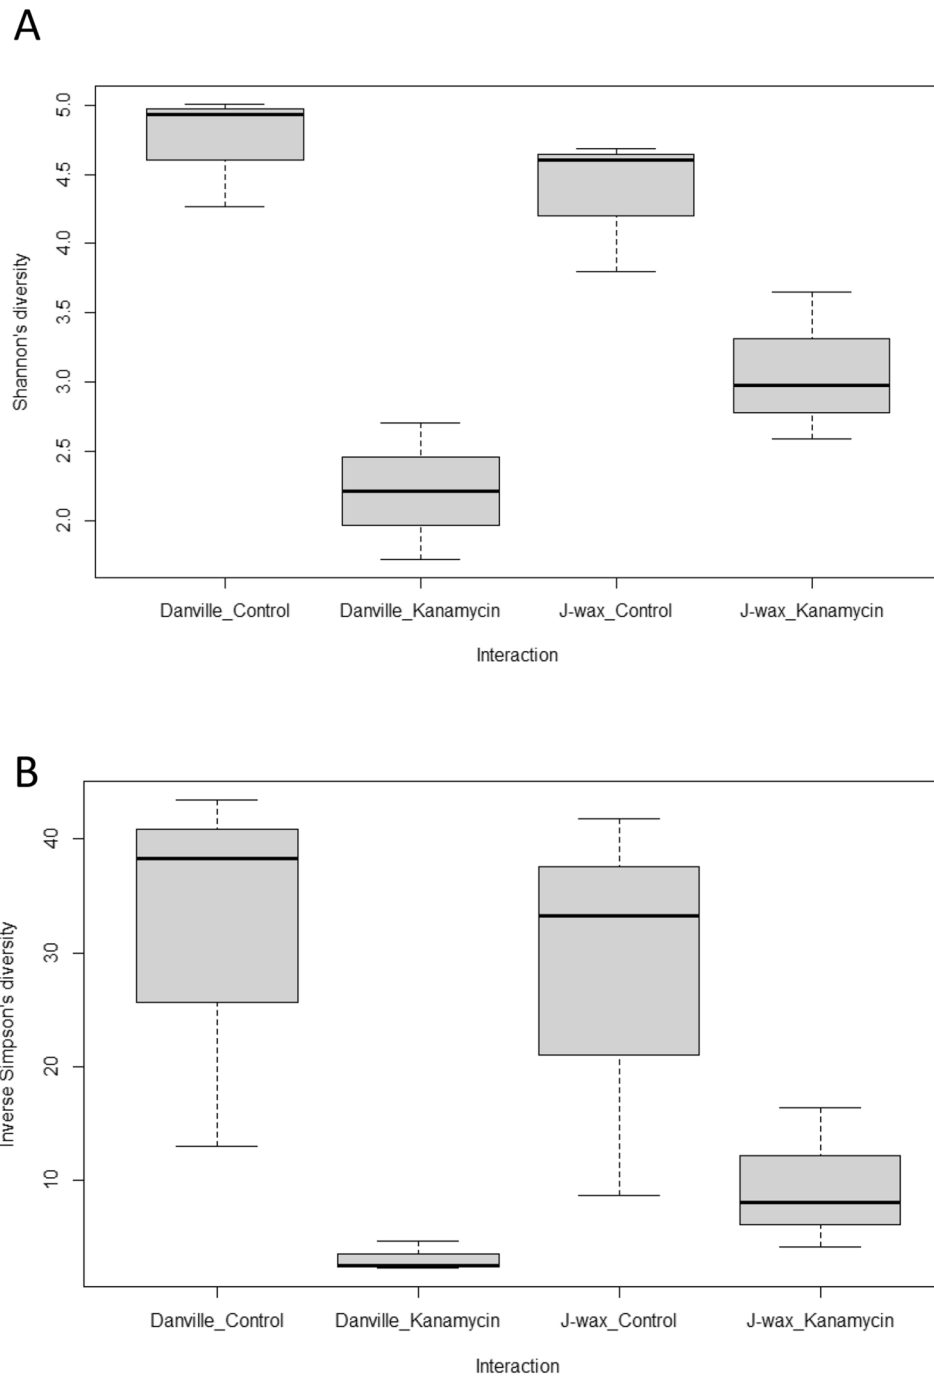 A
Shannon's diversity
5.0
4.5
4.0
3.5
3.0
2.5
2.0
Danville_Control Danville_Kanamycin J-wax_Control J-wax_Kanamycin
Interaction
B
Inverse Simpson's diversity
40
30
20
10
Danville_Control Danville_Kanamycin J-wax_Control J-wax_Kanamycin
Interaction